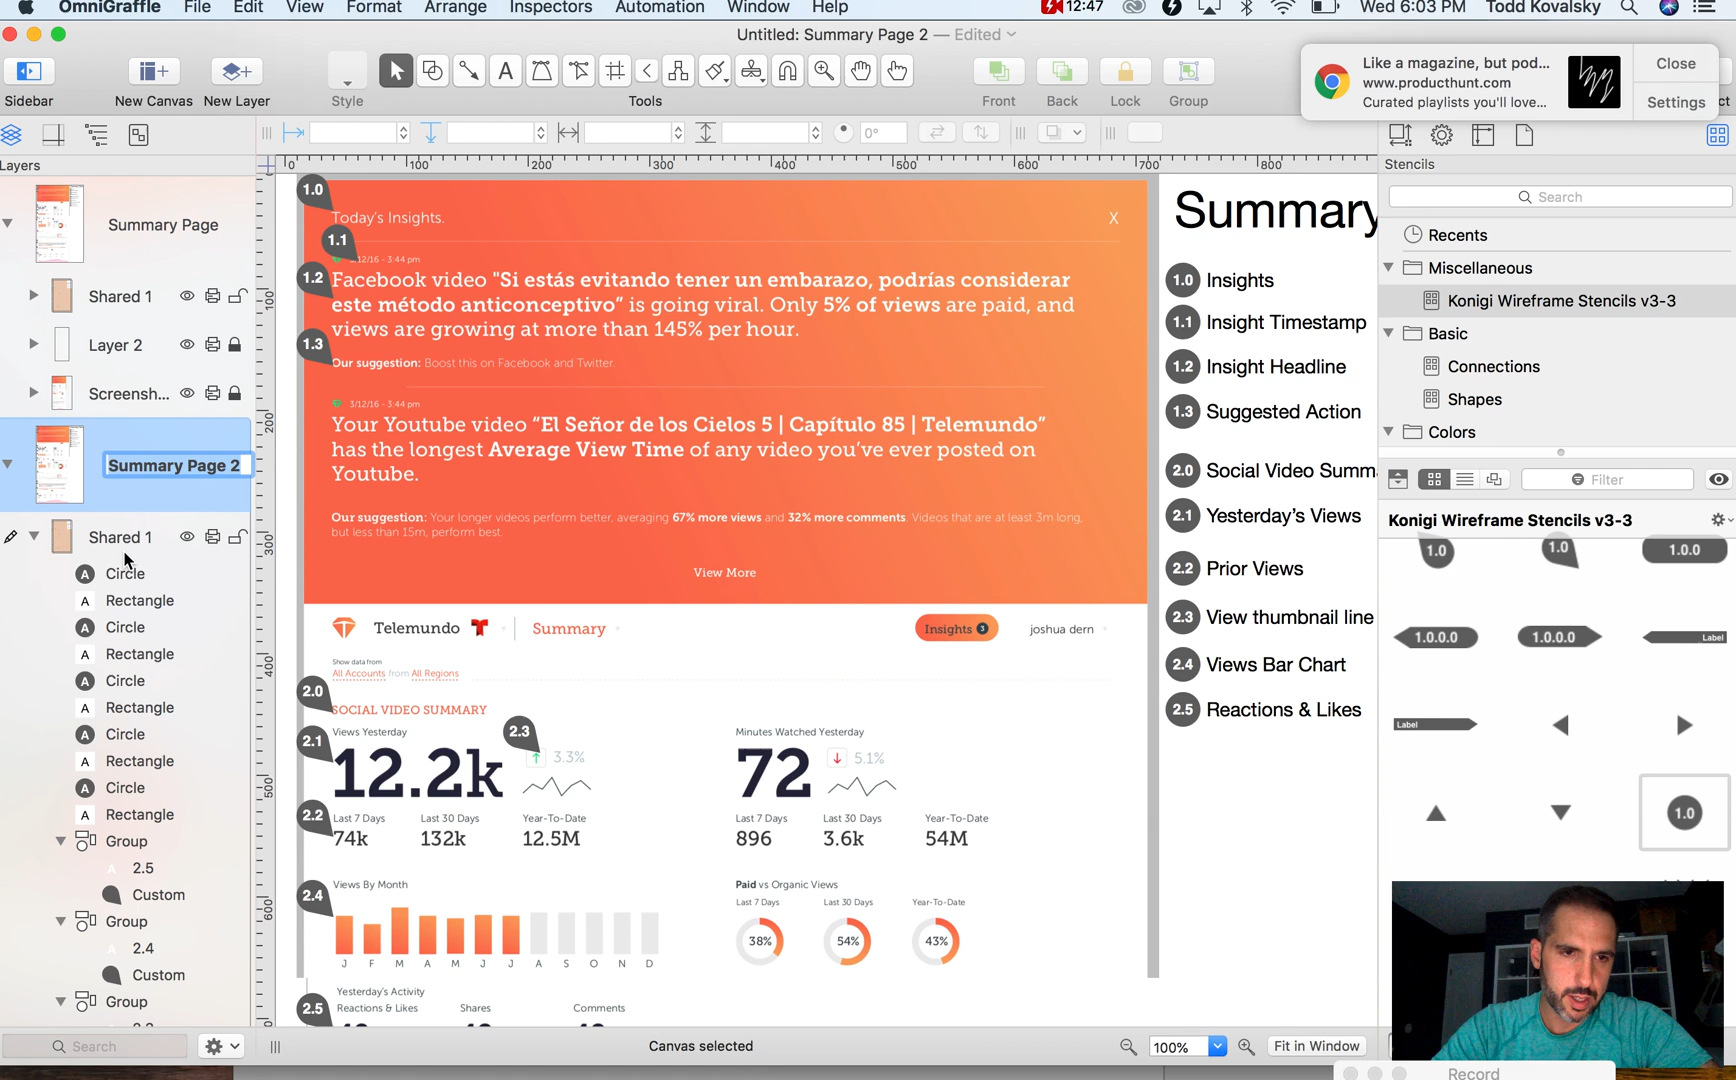 OmniGraffle File Edit View Format Arrange Inspectors Automation Window Help 12:47 Wed 6:03 PM Todd Kovalsky
Untitled: Summary Page 2 — Edited
Like a magazine, but pod...
www.producthunt.com
Curated playlists you'll love...
Close
Settings
Sidebar New Canvas New Layer Style Tools Front Back Lock Group
0°
Layers
Stencils
0 100 200 300 400 500 600 700 800
Summary Page
Shared 1
Layer 2
Screensh...
Summary Page 2
Shared 1
A Circle
A Rectangle
A Circle
A Rectangle
A Circle
A Rectangle
A Circle
A Rectangle
A Circle
A Rectangle
Group
A 2.5
Custom
Group
A 2.4
Custom
Group
Search
100
200
300
400
500
600
1.0
Today's Insights.
X
1.1
3/12/16 - 3:44 pm
1.2
Facebook video "Si estás evitando tener un embarazo, podrías considerar
este método anticonceptivo" is going viral. Only 5% of views are paid, and
views are growing at more than 145% per hour.
1.3
Our suggestion: Boost this on Facebook and Twitter.
3/12/16 - 3:44 pm
Your Youtube video "El Señor de los Cielos 5 | Capítulo 85 | Telemundo"
has the longest Average View Time of any video you've ever posted on
Youtube.
Our suggestion: Your longer videos perform better, averaging 67% more views and 32% more comments. Videos that are at least 3m long,
but less than 15m, perform best.
View More
Telemundo Summary Insights 3 joshua dern
Show data from
All Accounts from All Regions
2.0
SOCIAL VIDEO SUMMARY
2.1
Views Yesterday
2.3
12.2k
3.3%
Minutes Watched Yesterday
72
5.1%
2.2
Last 7 Days Last 30 Days Year-To-Date
74k 132k 12.5M
Last 7 Days Last 30 Days Year-To-Date
896 3.6k 54M
2.4
Views By Month
J F M A M J J A S O N D
Paid vs Organic Views
Last 7 Days Last 30 Days Year-To-Date
38% 54% 43%
2.5
Yesterday's Activity
Reactions & Likes Shares Comments
Summary
1.0 Insights
1.1 Insight Timestamp
1.2 Insight Headline
1.3 Suggested Action
2.0 Social Video Summ
2.1 Yesterday's Views
2.2 Prior Views
2.3 View thumbnail line
2.4 Views Bar Chart
2.5 Reactions & Likes
Canvas selected
100%
Fit in Window
Search
Recents
Miscellaneous
Konigi Wireframe Stencils v3-3
Basic
Connections
Shapes
Colors
Filter
Konigi Wireframe Stencils v3-3
1.0 1.0 1.0.0
1.0.0.0 1.0.0.0 Label
Label
1.0
Record